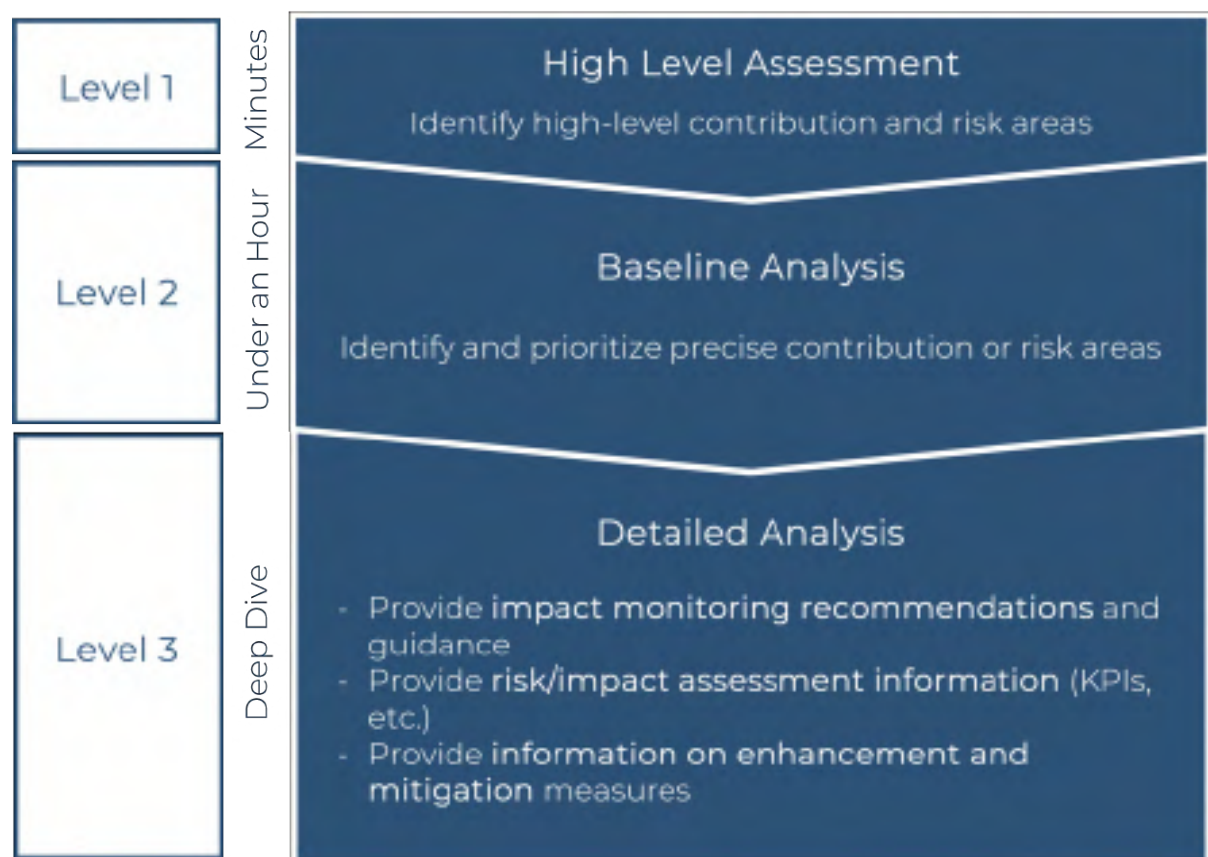 Level 1
Minutes
High Level Assessment
Identify high-level contribution and risk areas
Level 2
Under an Hour
Baseline Analysis
Identify and prioritize precise contribution or risk areas
Level 3
Deep Dive
Detailed Analysis
- Provide impact monitoring recommendations and
guidance
- Provide risk/impact assessment information (KPIs,
etc.)
- Provide information on enhancement and
mitigation measures